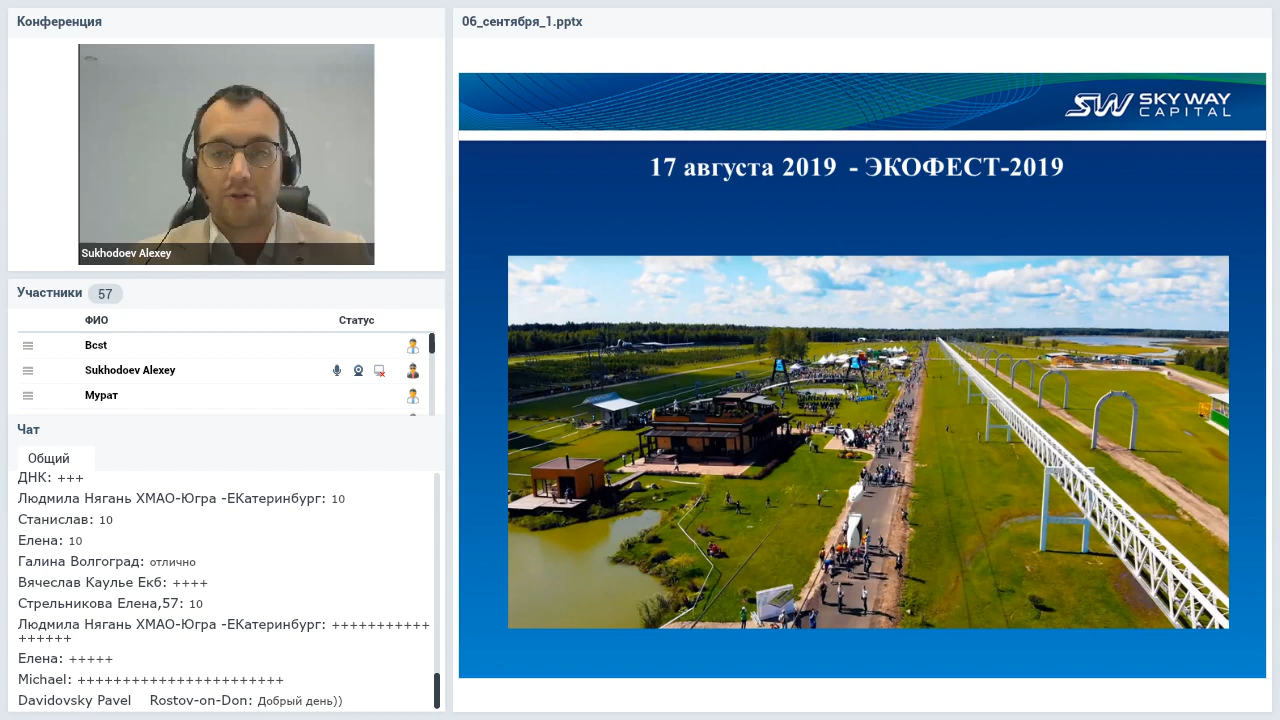 Конференция
Sukhodoev Alexey
Участники 57
ФИО Статус
Bcst
Sukhodoev Alexey
Мурат
Чат
Общий
ДНК: +++
Людмила Нягань ХМАО-Югра -ЕКатеринбург: 10
Станислав: 10
Елена: 10
Галина Волгоград: отлично
Вячеслав Каулье Екб: ++++
Стрельникова Елена,57: 10
Людмила Нягань ХМАО-Югра -ЕКатеринбург: +++++++++++
++++++
Елена: +++++
Michael: +++++++++++++++++++++++
Davidovsky Pavel Rostov-on-Don: Добрый день))
06_сентября_1.pptx
SW SKY WAY
CAPITAL
17 августа 2019 - ЭКОФЕСТ-2019